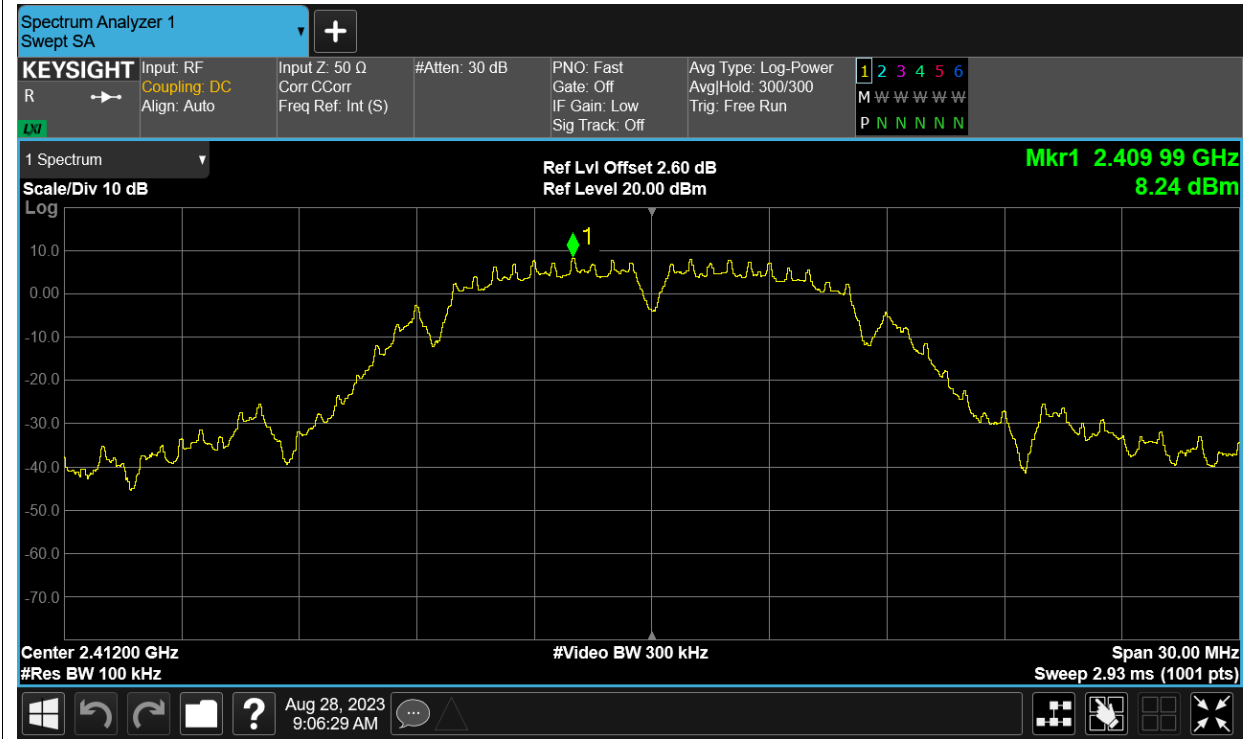 Spectrum Analyzer 1
Swept SA
KEYSIGHT
R
LXI
Input: RF
Coupling: DC
Align: Auto
Input Z: 50 Ω
Corr CCorr
Freq Ref: Int (S)
#Atten: 30 dB
PNO: Fast
Gate: Off
IF Gain: Low
Sig Track: Off
Avg Type: Log-Power
Avg|Hold: 300/300
Trig: Free Run
1 2 3 4 5 6
M W W W W W
P N N N N N
1 Spectrum
Scale/Div 10 dB
Log
Ref Lvl Offset 2.60 dB
Ref Level 20.00 dBm
Mkr1 2.409 99 GHz
8.24 dBm
1
10.0
0.00
-10.0
-20.0
-30.0
-40.0
-50.0
-60.0
-70.0
Center 2.41200 GHz
#Res BW 100 kHz
#Video BW 300 kHz
Span 30.00 MHz
Sweep 2.93 ms (1001 pts)
?
Aug 28, 2023
9:06:29 AM